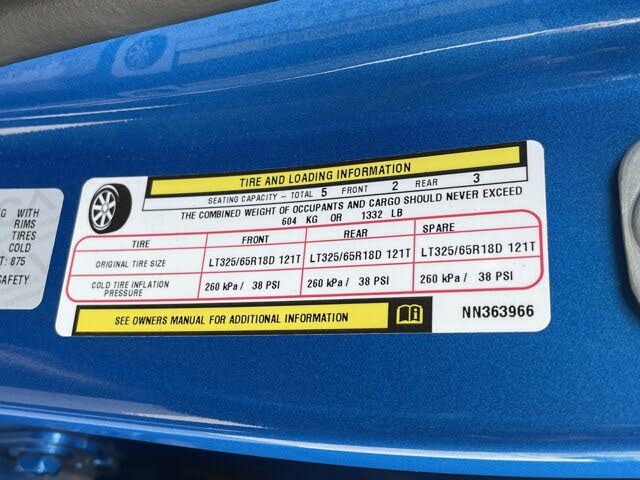 TIRE AND LOADING INFORMATION
SEATING CAPACITY - TOTAL 5 FRONT 2 REAR 3
THE COMBINED WEIGHT OF OCCUPANTS AND CARGO SHOULD NEVER EXCEED
604 KG OR 1332 LB
TIRE FRONT REAR SPARE
ORIGINAL TIRE SIZE LT325/65R18D 121T LT325/65R18D 121T LT325/65R18D 121T
COLD TIRE INFLATION PRESSURE 260 kPa / 38 PSI 260 kPa / 38 PSI 260 kPa / 38 PSI
SEE OWNERS MANUAL FOR ADDITIONAL INFORMATION
NN363966
WITH
RIMS
TIRES
COLD
T: 875
SAFETY